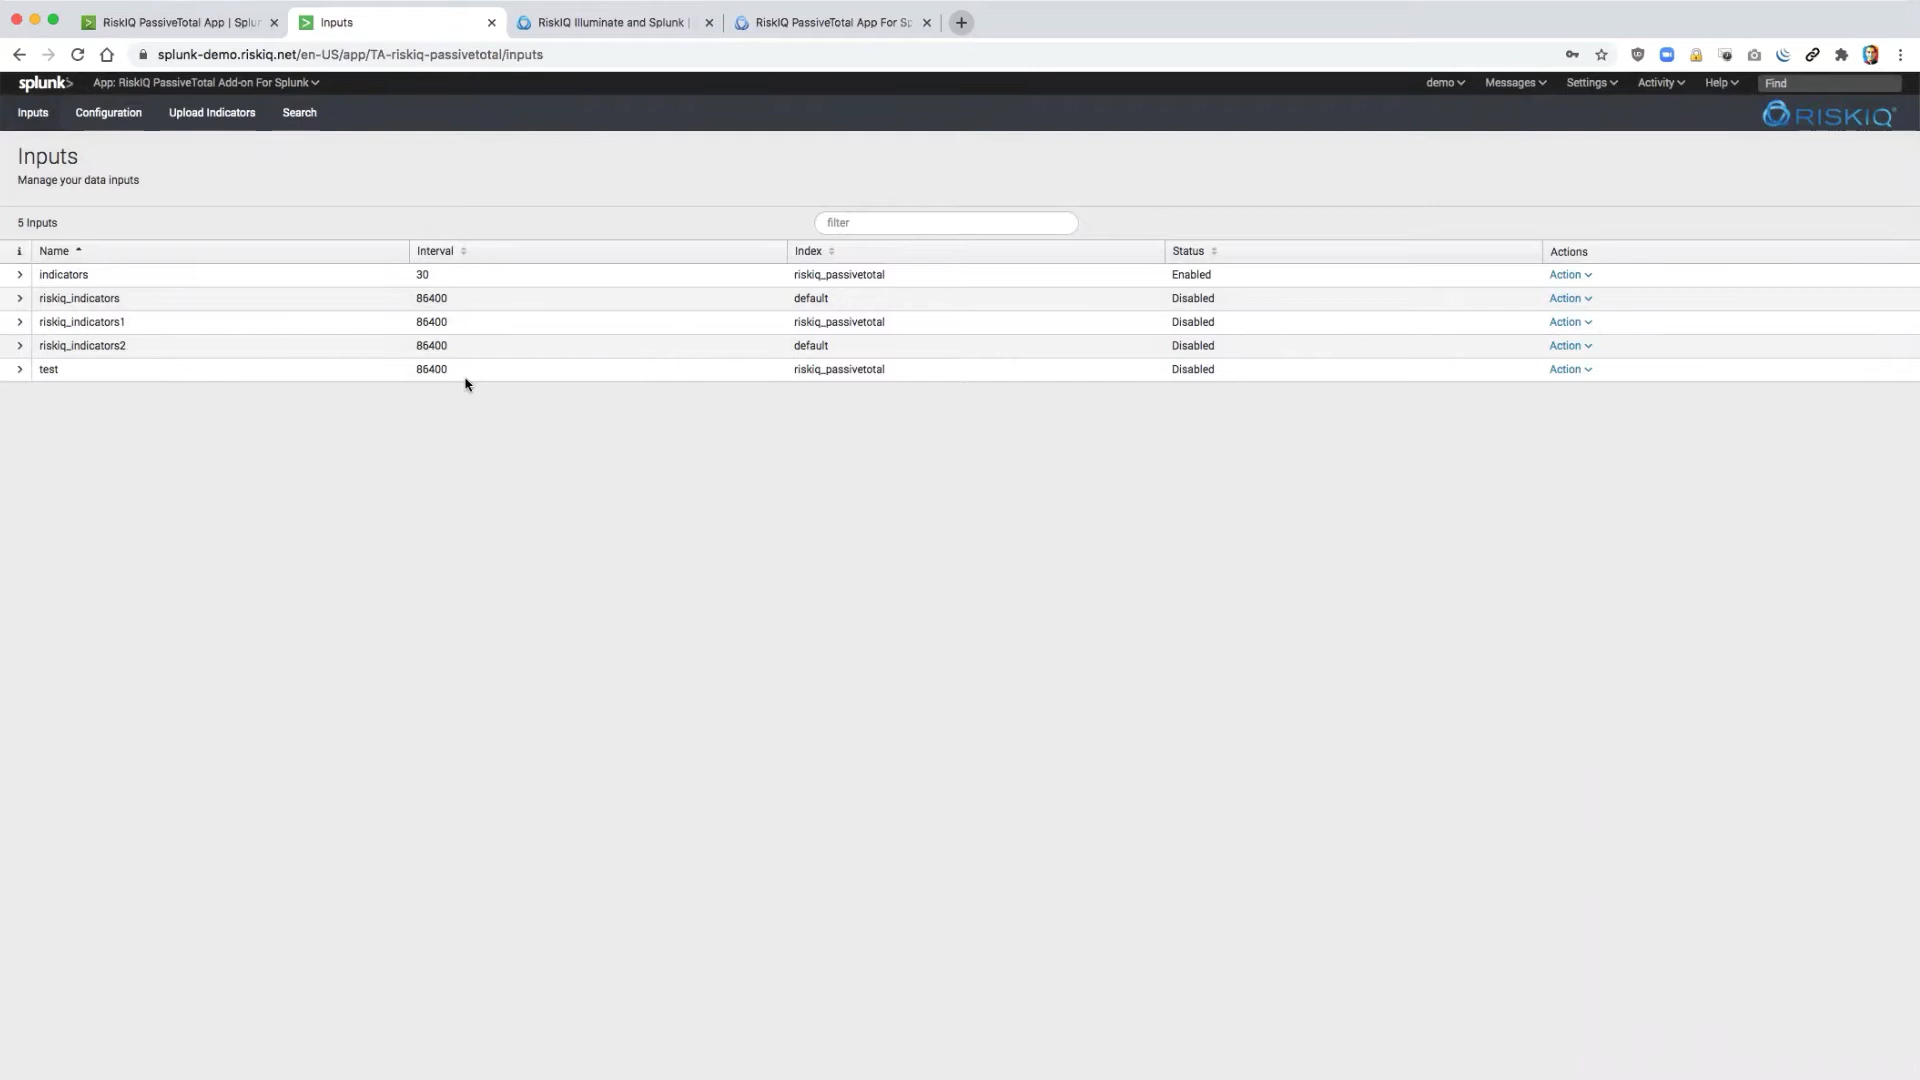 RiskIQ PassiveTotal App | Splun
Inputs
RiskIQ Illuminate and Splunk |
RiskIQ PassiveTotal App For Sp
splunk-demo.riskiq.net/en-US/app/TA-riskiq-passivetotal/inputs
splunk> App: RiskIQ PassiveTotal Add-on For Splunk demo Messages Settings Activity Help Find
Inputs Configuration Upload Indicators Search RISKIQ
Inputs
Manage your data inputs
5 Inputs filter
i Name Interval Index Status Actions
indicators 30 riskiq_passivetotal Enabled Action
riskiq_indicators 86400 default Disabled Action
riskiq_indicators1 86400 riskiq_passivetotal Disabled Action
riskiq_indicators2 86400 default Disabled Action
test 86400 riskiq_passivetotal Disabled Action